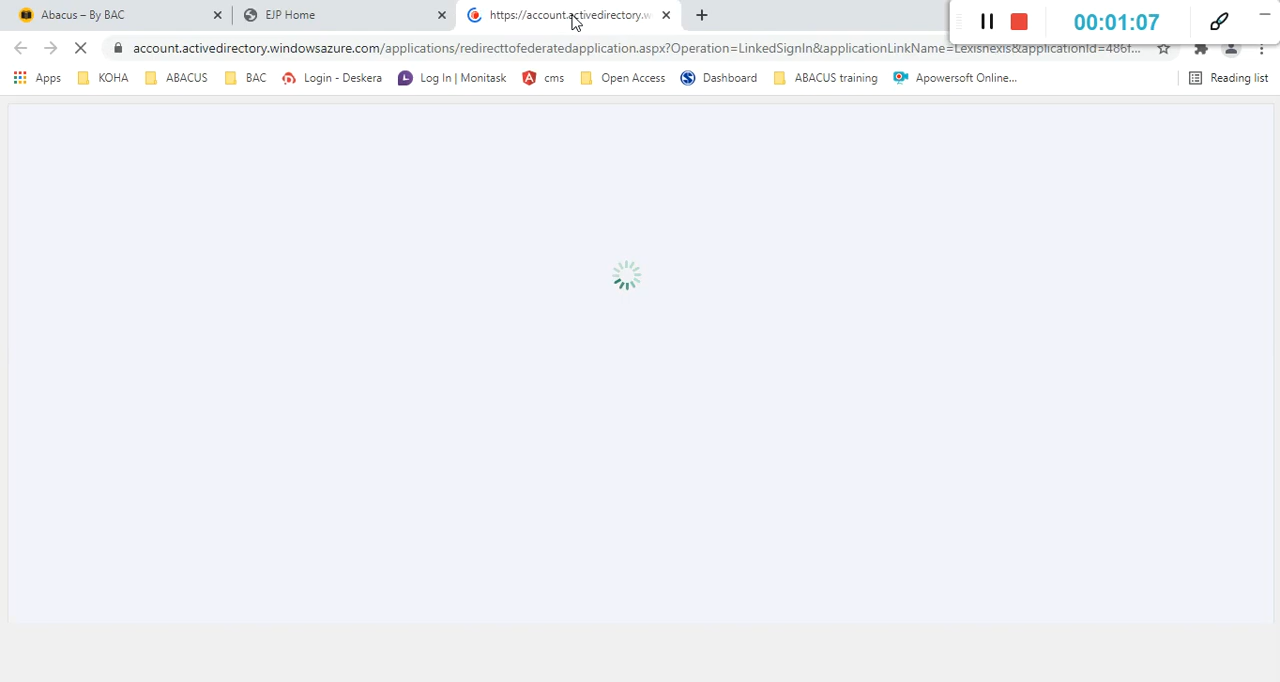 Abacus – By BAC
EJP Home
https://account.activedirectory.w
00:01:07
account.activedirectory.windowsazure.com/applications/redirecttofederatedapplication.aspx?Operation=LinkedSignIn&applicationLinkName=Lexisnexis&applicationId=486f...
Apps KOHA ABACUS BAC Login - Deskera Log In | Monitask cms Open Access Dashboard ABACUS training Apowersoft Online... Reading list